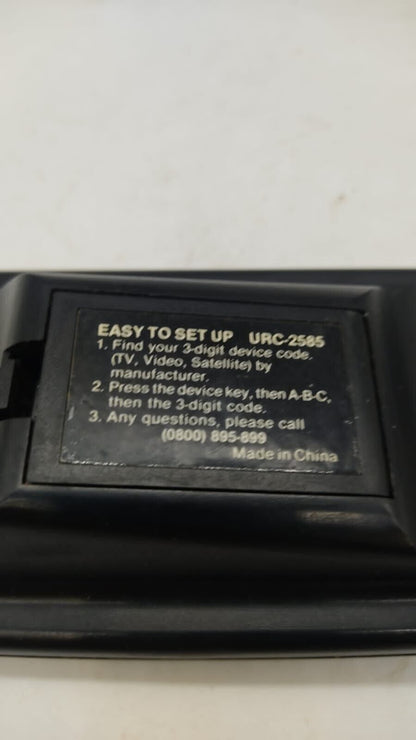 EASY TO SET UP URC-2585
1. Find your 3-digit device code.
(TV, Video, Satellite) by
manufacturer.
2. Press the device key, then A-B-C,
then the 3-digit code.
3. Any questions, please call
(0800) 895-899
Made in China